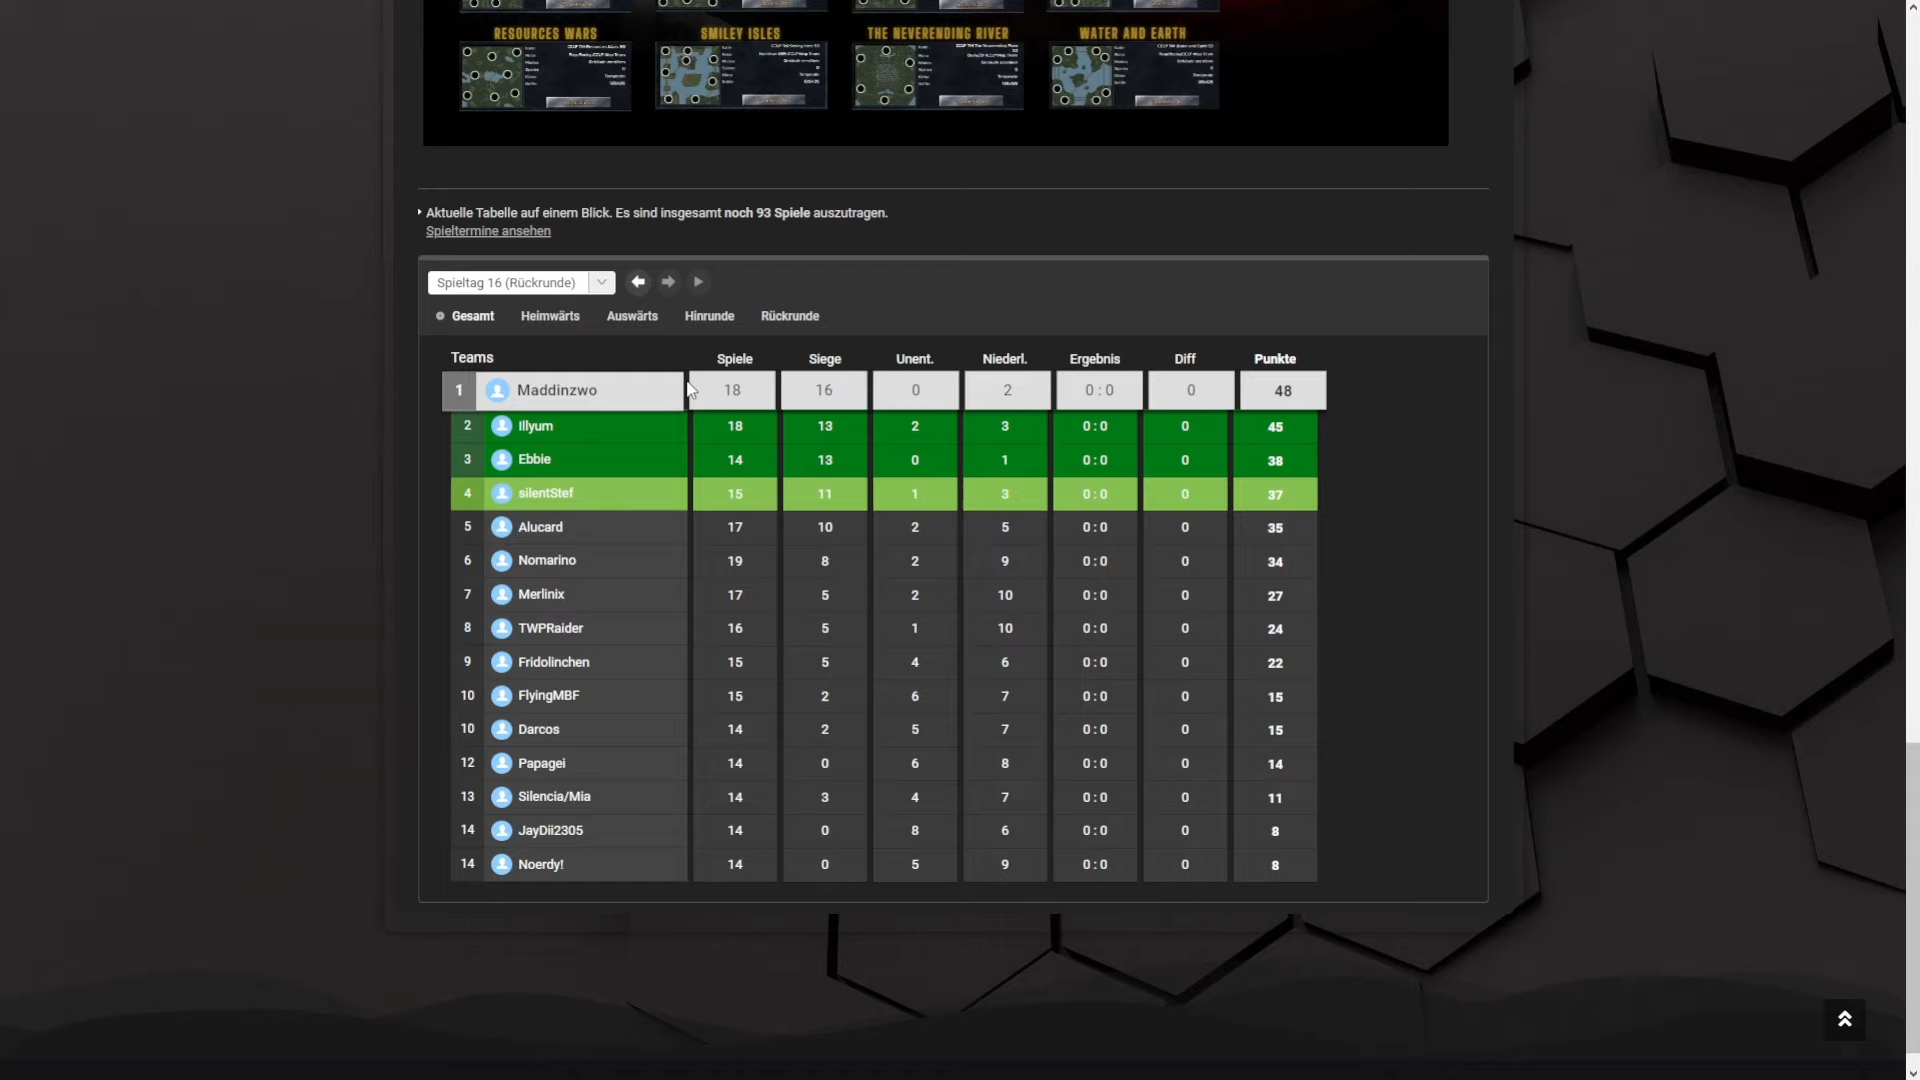 RESOURCES WARS SMILEY ISLES THE NEVERENDING RIVER WATER AND EARTH
Aktuelle Tabelle auf einem Blick. Es sind insgesamt noch 93 Spiele auszutragen.
Spieltermine ansehen
Spieltag 16 (Rückrunde)
Gesamt Heimwärts Auswärts Hinrunde Rückrunde
Teams Spiele Siege Unent. Niederl. Ergebnis Diff Punkte
1 Maddinzwo 18 16 0 2 0 : 0 0 48
2 Illyum 18 13 2 3 0 : 0 0 45
3 Ebbie 14 13 0 1 0 : 0 0 38
4 silentStef 15 11 1 3 0 : 0 0 37
5 Alucard 17 10 2 5 0 : 0 0 35
6 Nomarino 19 8 2 9 0 : 0 0 34
7 Merlinix 17 5 2 10 0 : 0 0 27
8 TWPRaider 16 5 1 10 0 : 0 0 24
9 Fridolinchen 15 5 4 6 0 : 0 0 22
10 FlyingMBF 15 2 6 7 0 : 0 0 15
10 Darcos 14 2 5 7 0 : 0 0 15
12 Papagei 14 0 6 8 0 : 0 0 14
13 Silencia/Mia 14 3 4 7 0 : 0 0 11
14 JayDii2305 14 0 8 6 0 : 0 0 8
14 Noerdy! 14 0 5 9 0 : 0 0 8